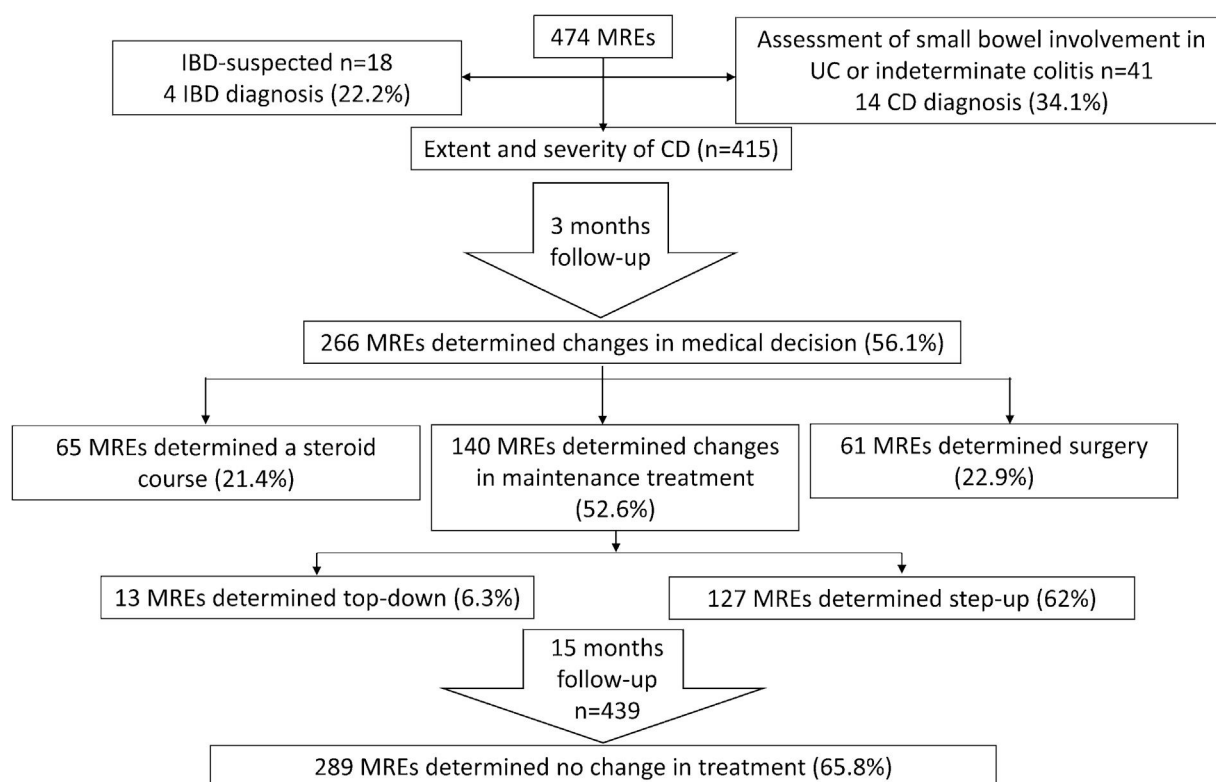 474 MREs
IBD-suspected n=18
4 IBD diagnosis (22.2%)
Assessment of small bowel involvement in
UC or indeterminate colitis n=41
14 CD diagnosis (34.1%)
Extent and severity of CD (n=415)
3 months
follow-up
266 MREs determined changes in medical decision (56.1%)
65 MREs determined a steroid
course (21.4%)
140 MREs determined changes
in maintenance treatment
(52.6%)
61 MREs determined surgery
(22.9%)
13 MREs determined top-down (6.3%)
127 MREs determined step-up (62%)
15 months
follow-up
n=439
289 MREs determined no change in treatment (65.8%)